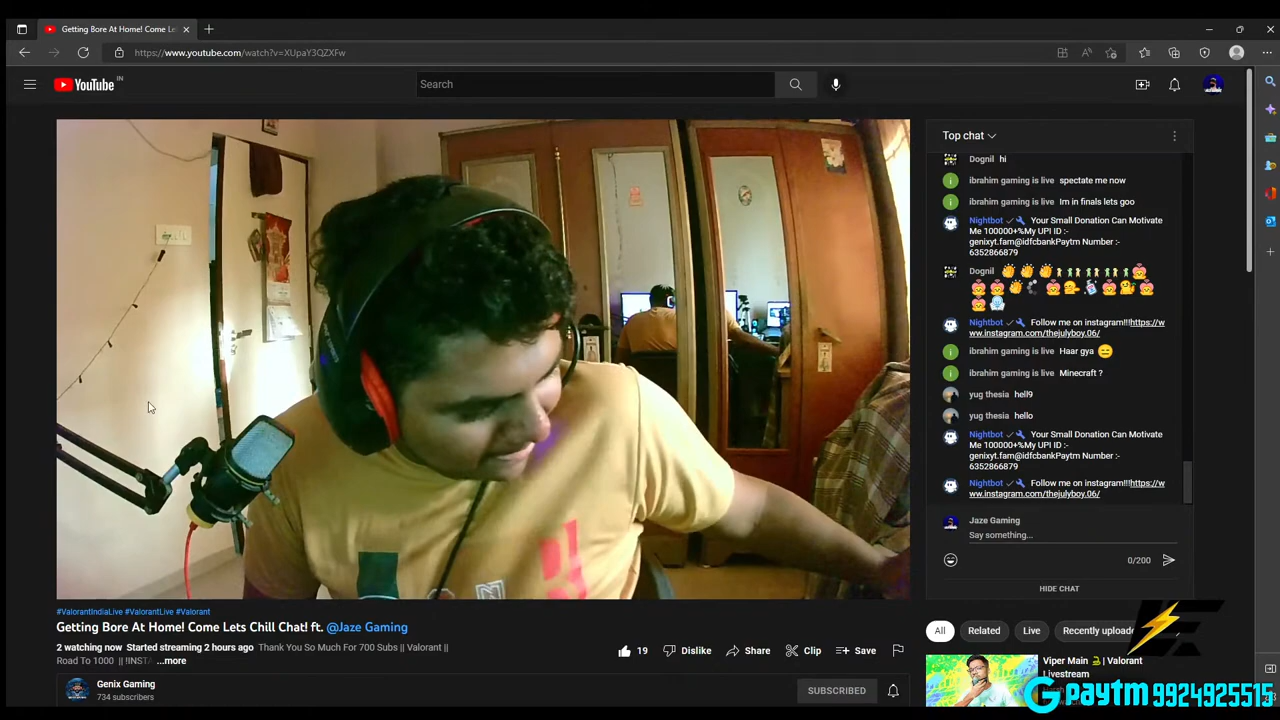 Getting Bore At Home! Come Let
https://www.youtube.com/watch?v=XUpaY3QZXFw
YouTube IN
Search
Top chat
Dognil hi
ibrahim gaming is live spectate me now
ibrahim gaming is live Im in finals lets goo
Nightbot Your Small Donation Can Motivate
Me 100000+%My UPI ID :-
genixyt.fam@idfcbankPaytm Number :-
6352866879
Dognil
Nightbot Follow me on instagram!!!https://w
ww.instagram.com/thejulyboy.06/
ibrahim gaming is live Haar gya
ibrahim gaming is live Minecraft ?
yug thesia hell9
yug thesia hello
Nightbot Your Small Donation Can Motivate
Me 100000+%My UPI ID :-
genixyt.fam@idfcbankPaytm Number :-
6352866879
Nightbot Follow me on instagram!!!https://w
ww.instagram.com/thejulyboy.06/
Jaze Gaming
Say something...
0/200
HIDE CHAT
#ValorantIndiaLive #ValorantLive #Valorant
Getting Bore At Home! Come Lets Chill Chat! ft. @Jaze Gaming
2 watching now Started streaming 2 hours ago Thank You So Much For 700 Subs || Valorant ||
Road To 1000 || !INSTA ...more
19 Dislike Share Clip Save
Genix Gaming
734 subscribers
SUBSCRIBED
All Related Live Recently uploade
Viper Main | Valorant
Livestream
G paytm 9924925515